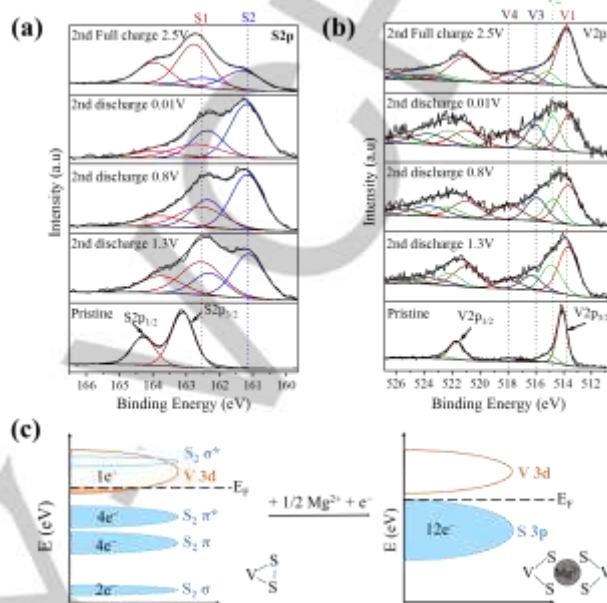 (a)
S1
S2
S2p
2nd Full charge 2.5V
2nd discharge 0.01V
2nd discharge 0.8V
2nd discharge 1.3V
Pristine
S2p1/2
S2p3/2
Intensity (a.u)
166 165 164 163 162 161 160
Binding Energy (eV)
(b)
V4
V3
V1
V2p
2nd Full charge 2.5V
2nd discharge 0.01V
2nd discharge 0.8V
2nd discharge 1.3V
Pristine
V2p1/2
V2p3/2
Intensity (a.u)
526 524 522 520 518 516 514 512
Binding Energy (eV)
(c)
E (eV)
1e⁻
4e⁻
4e⁻
2e⁻
S2 σ*
V 3d
EF
S2 π*
S2 π
S2 σ
V
S
S
+ 1/2 Mg²⁺ + e⁻
E (eV)
V 3d
EF
12e⁻
S 3p
S
S
V
V
S
S